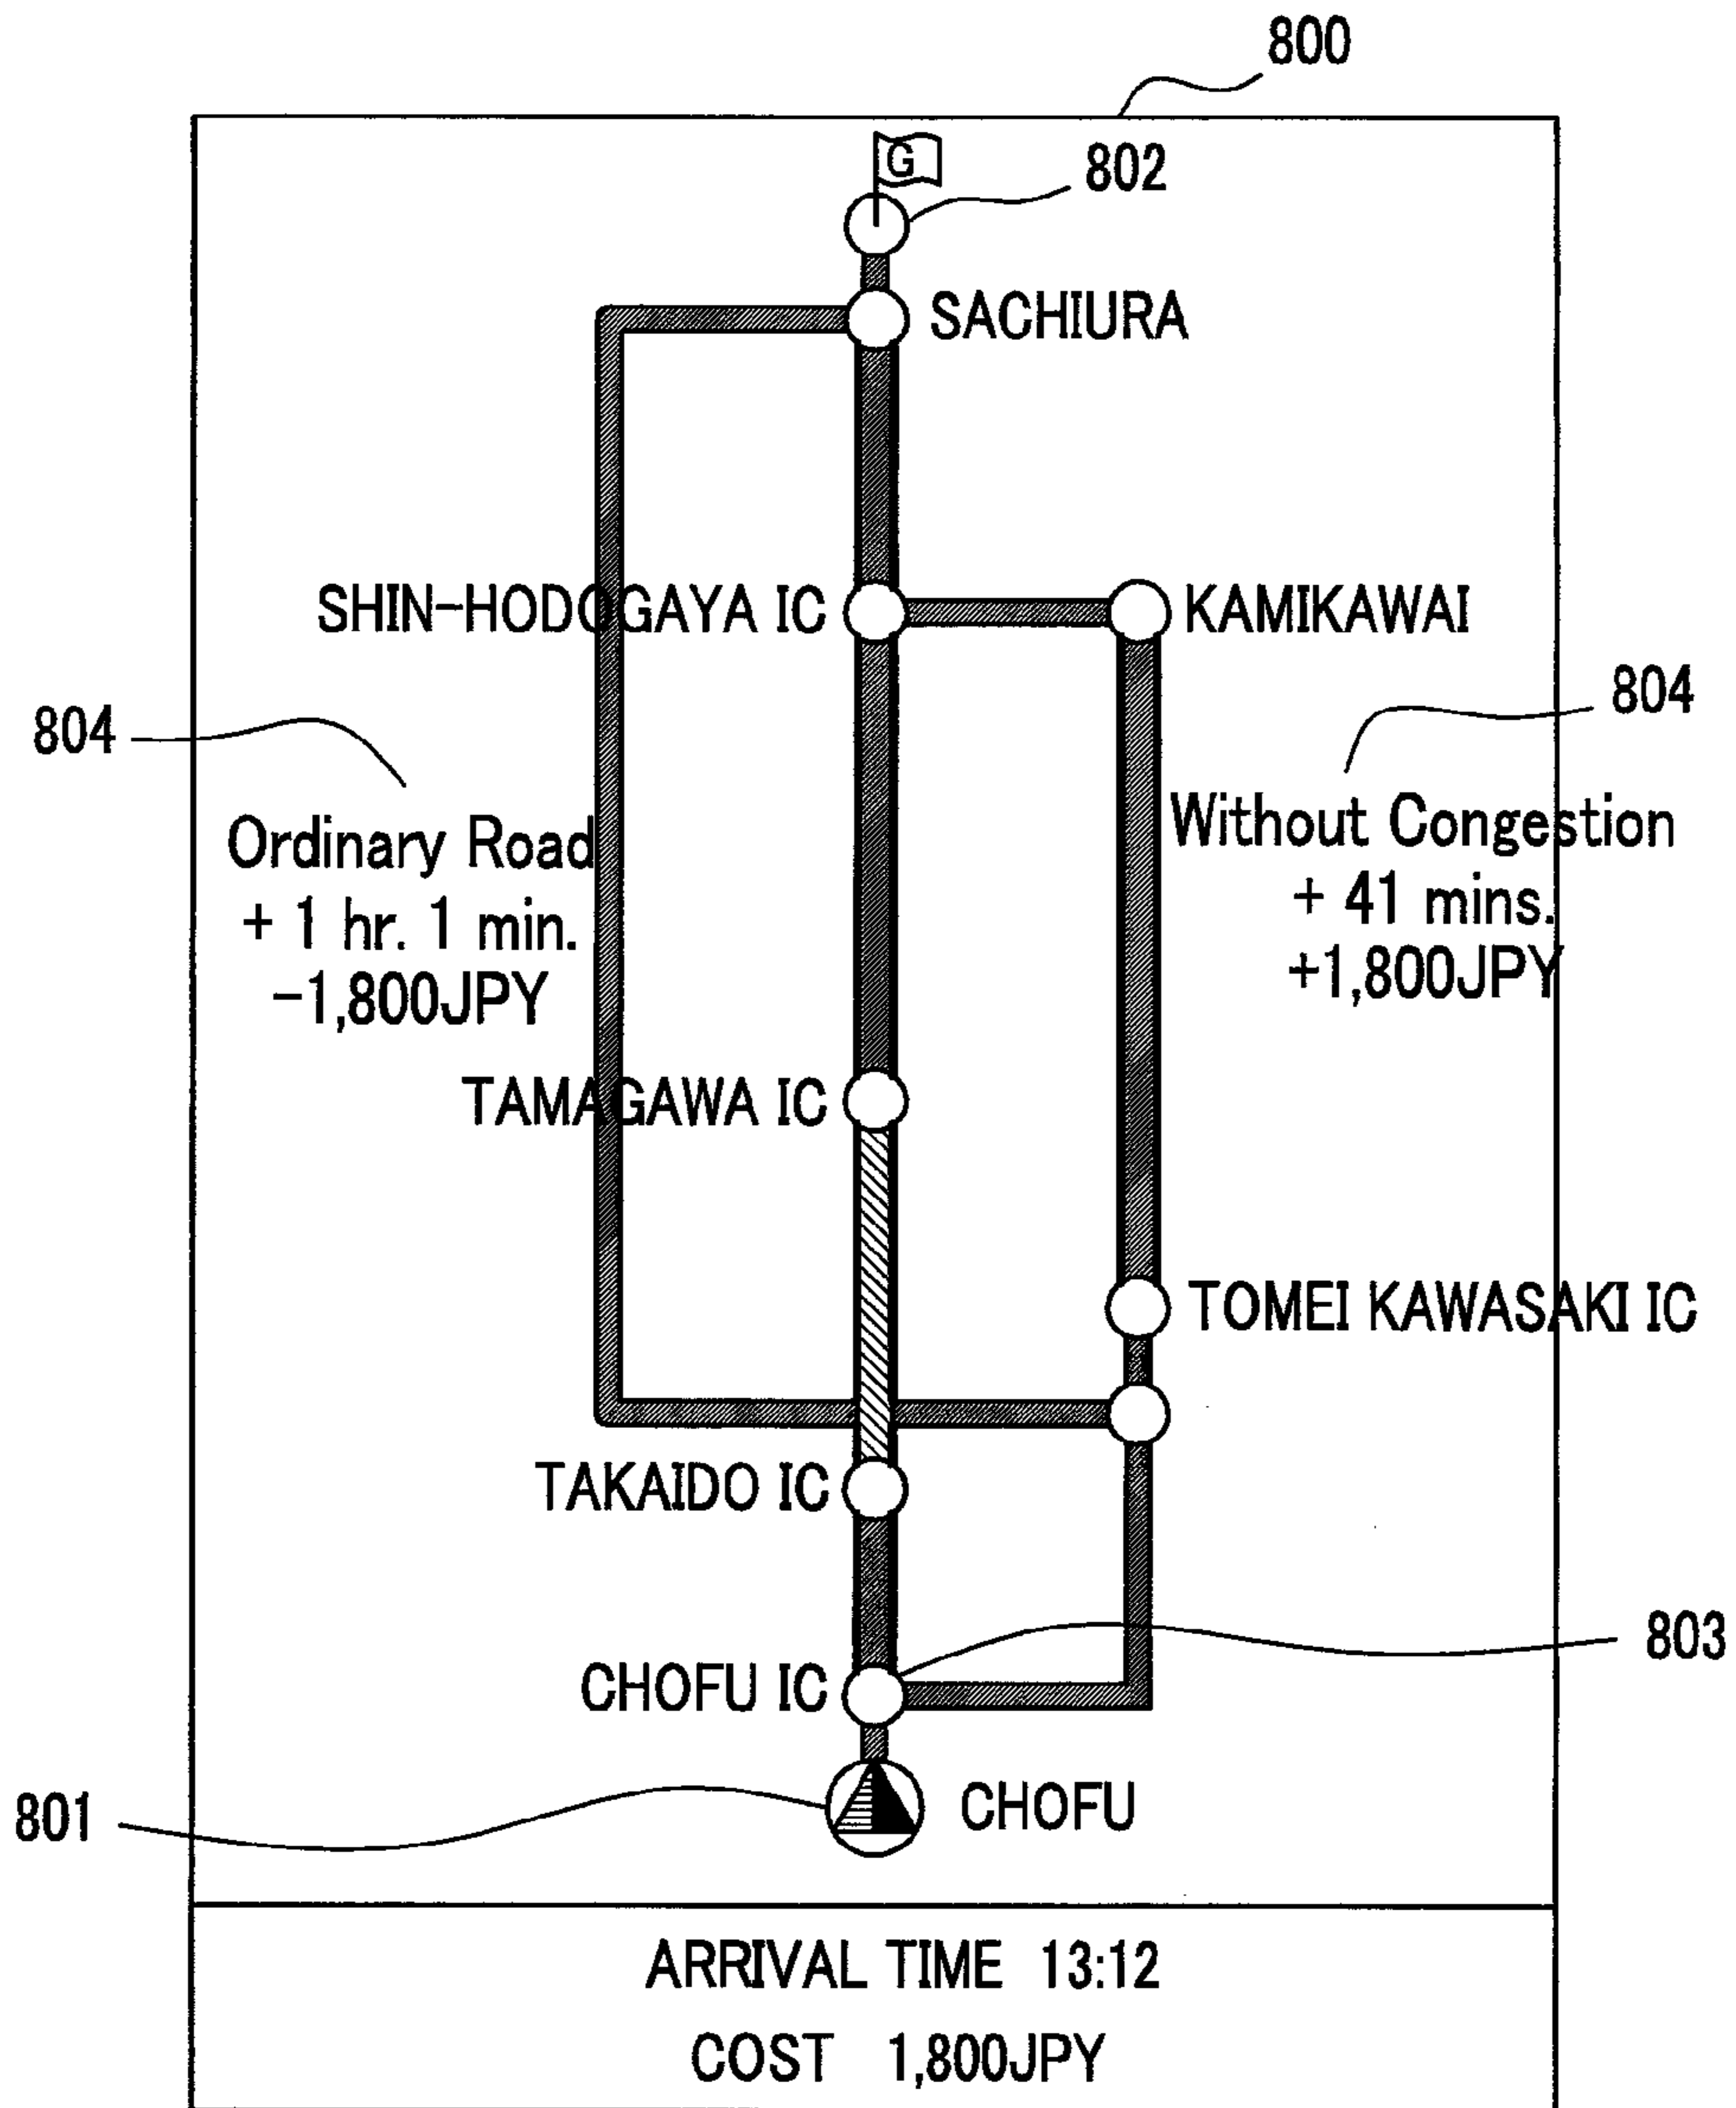 800
G
802
SACHIURA
SHIN-HODOGAYA IC
KAMIKAWAI
804
804
Ordinary Road
+ 1 hr. 1 min.
-1,800JPY
Without Congestion
+ 41 mins.
+1,800JPY
TAMAGAWA IC
TOMEI KAWASAKI IC
TAKAIDO IC
803
CHOFU IC
801
CHOFU
ARRIVAL TIME 13:12
COST 1,800JPY